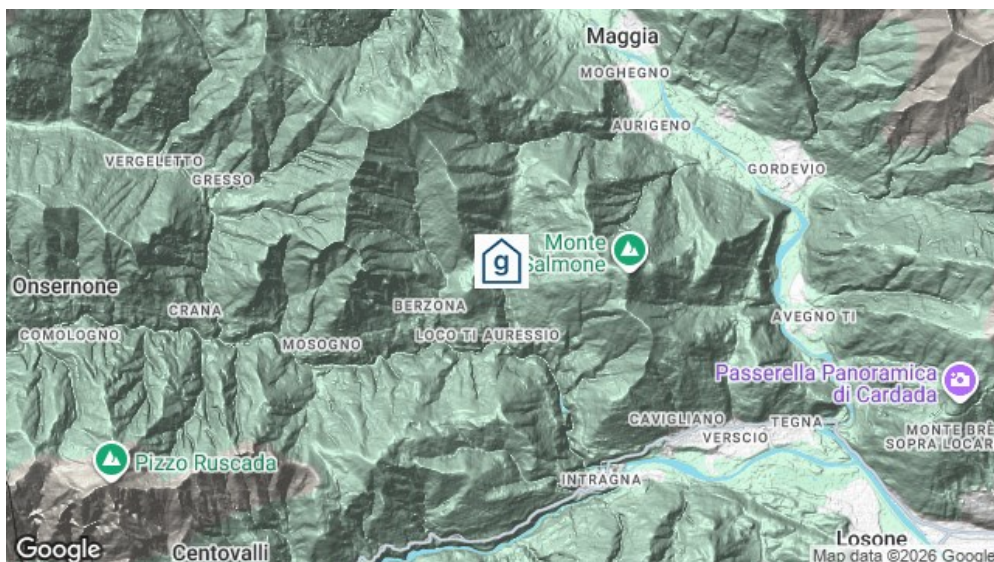 Maggia
MOGHEGNO
AURIGENO
VERGELETTO
GORDEVIO
GRESSO
Monte
Salmone
g
Onsernone
BERZONA
CRANA
AVEGNO TI
COMOLOGNO
LOCO TI AURESSIO
MOSOGNO
Passerella Panoramica
di Cardada
CAVIGLIANO
TEGNA
MONTE BRÈ
VERSCIO
SOPRA LOCAR
Pizzo Ruscada
INTRAGNA
Losone
Google
Centovalli
Map data ©2026 Google